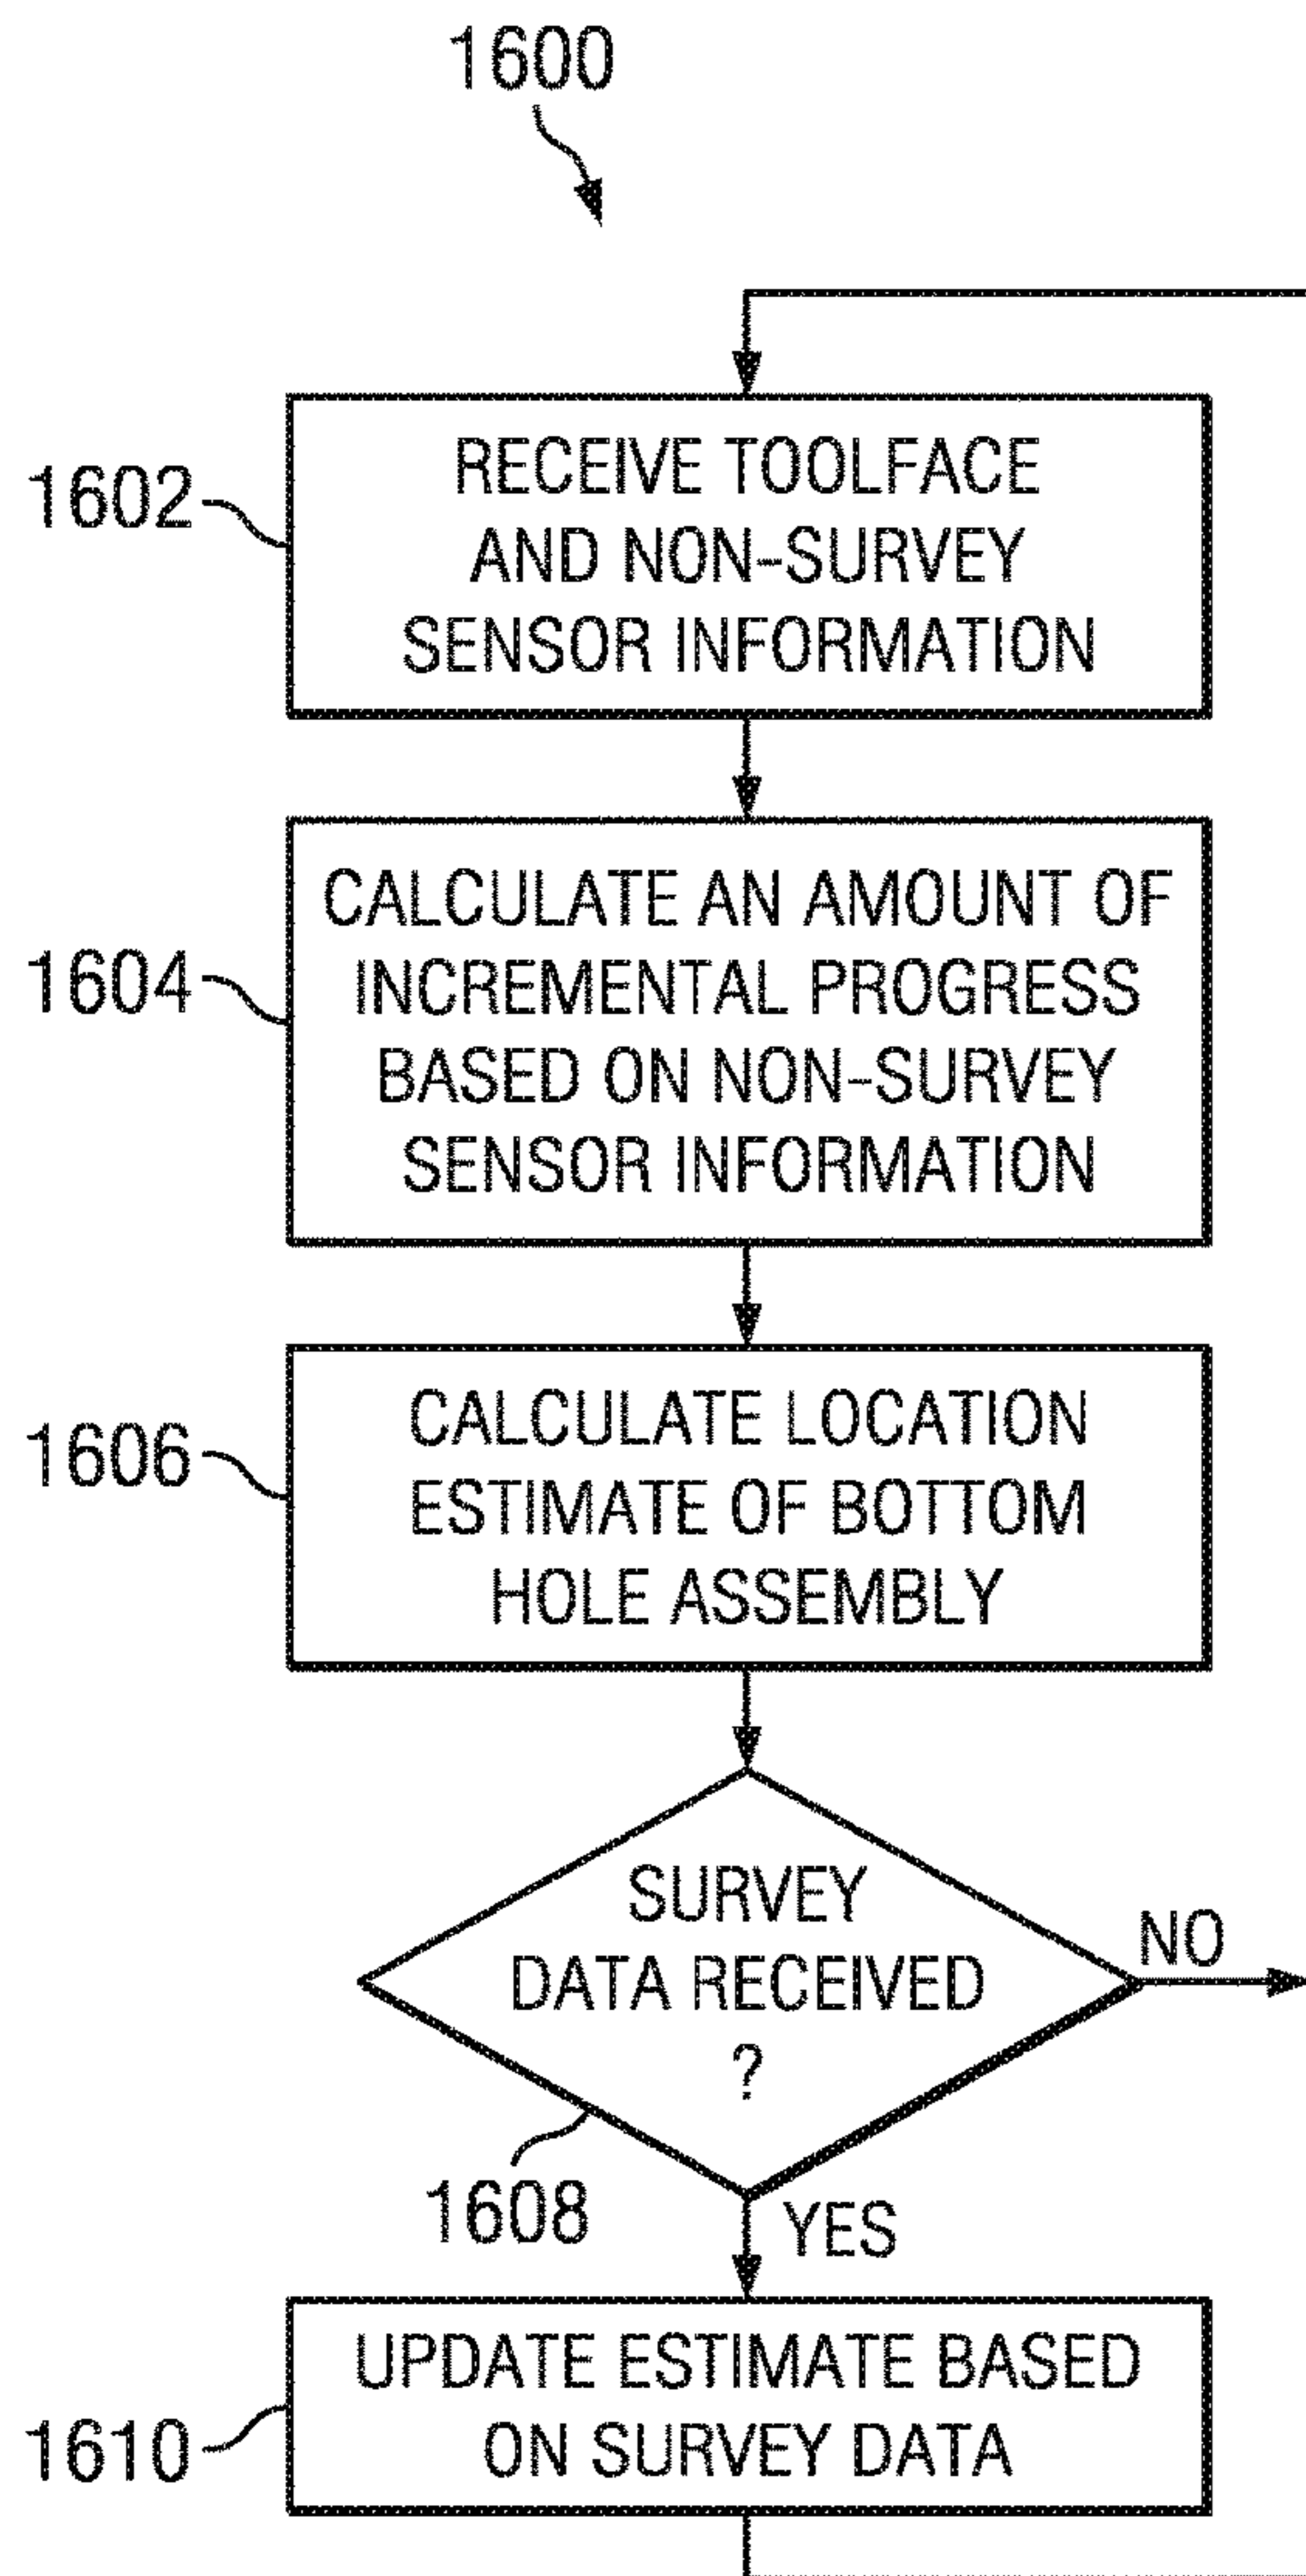 1600
1602
RECEIVE TOOLFACE
AND NON-SURVEY
SENSOR INFORMATION
1604
CALCULATE AN AMOUNT OF
INCREMENTAL PROGRESS
BASED ON NON-SURVEY
SENSOR INFORMATION
1606
CALCULATE LOCATION
ESTIMATE OF BOTTOM
HOLE ASSEMBLY
SURVEY
DATA RECEIVED
?
NO
1608
YES
1610
UPDATE ESTIMATE BASED
ON SURVEY DATA